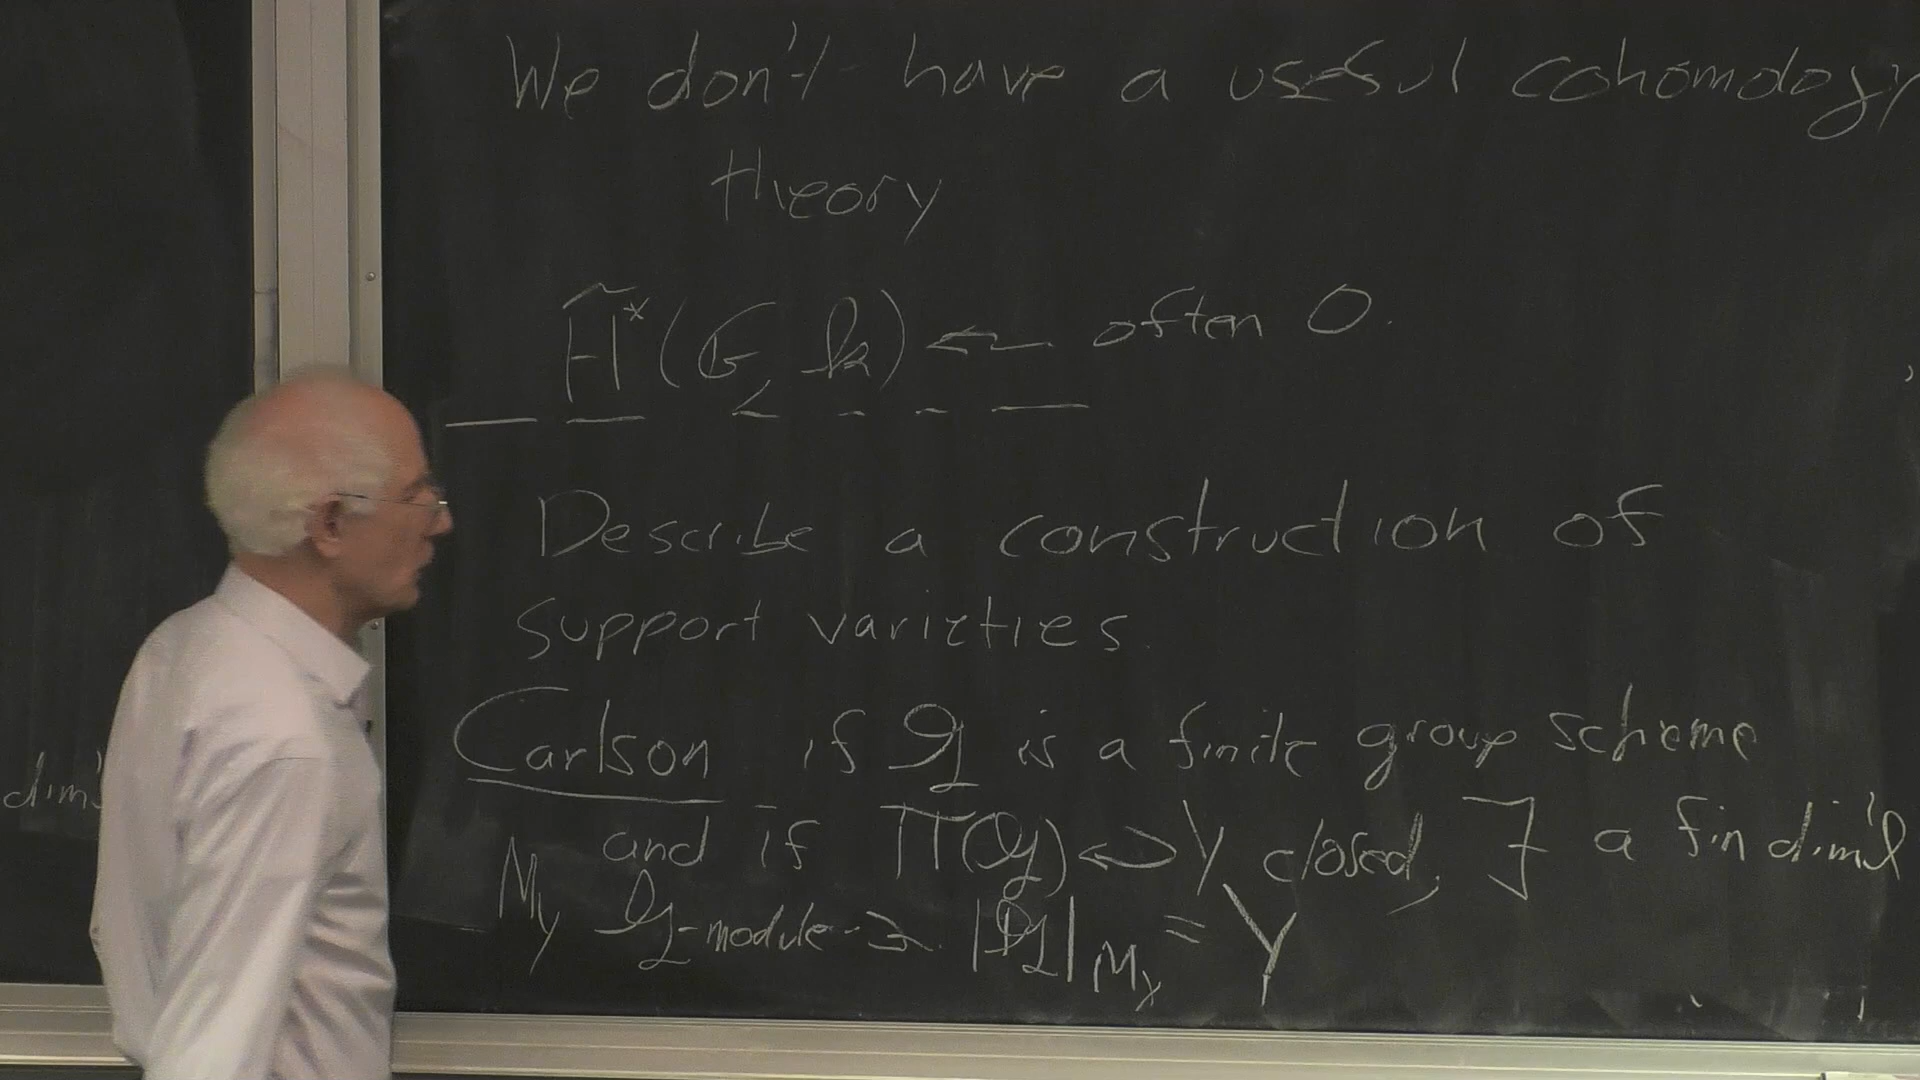 We don't have a useful cohomology
theory
H̃*(G, k) ← often 0.
Describe a construction of
support varieties.
Carlson if 𝒢 is a finite group scheme
and if Π(𝒢) ↩ Y closed, ∃ a fin dim'l
M_Y 𝒢-module ∋ |𝒢|_{M_Y} = Y
dim'